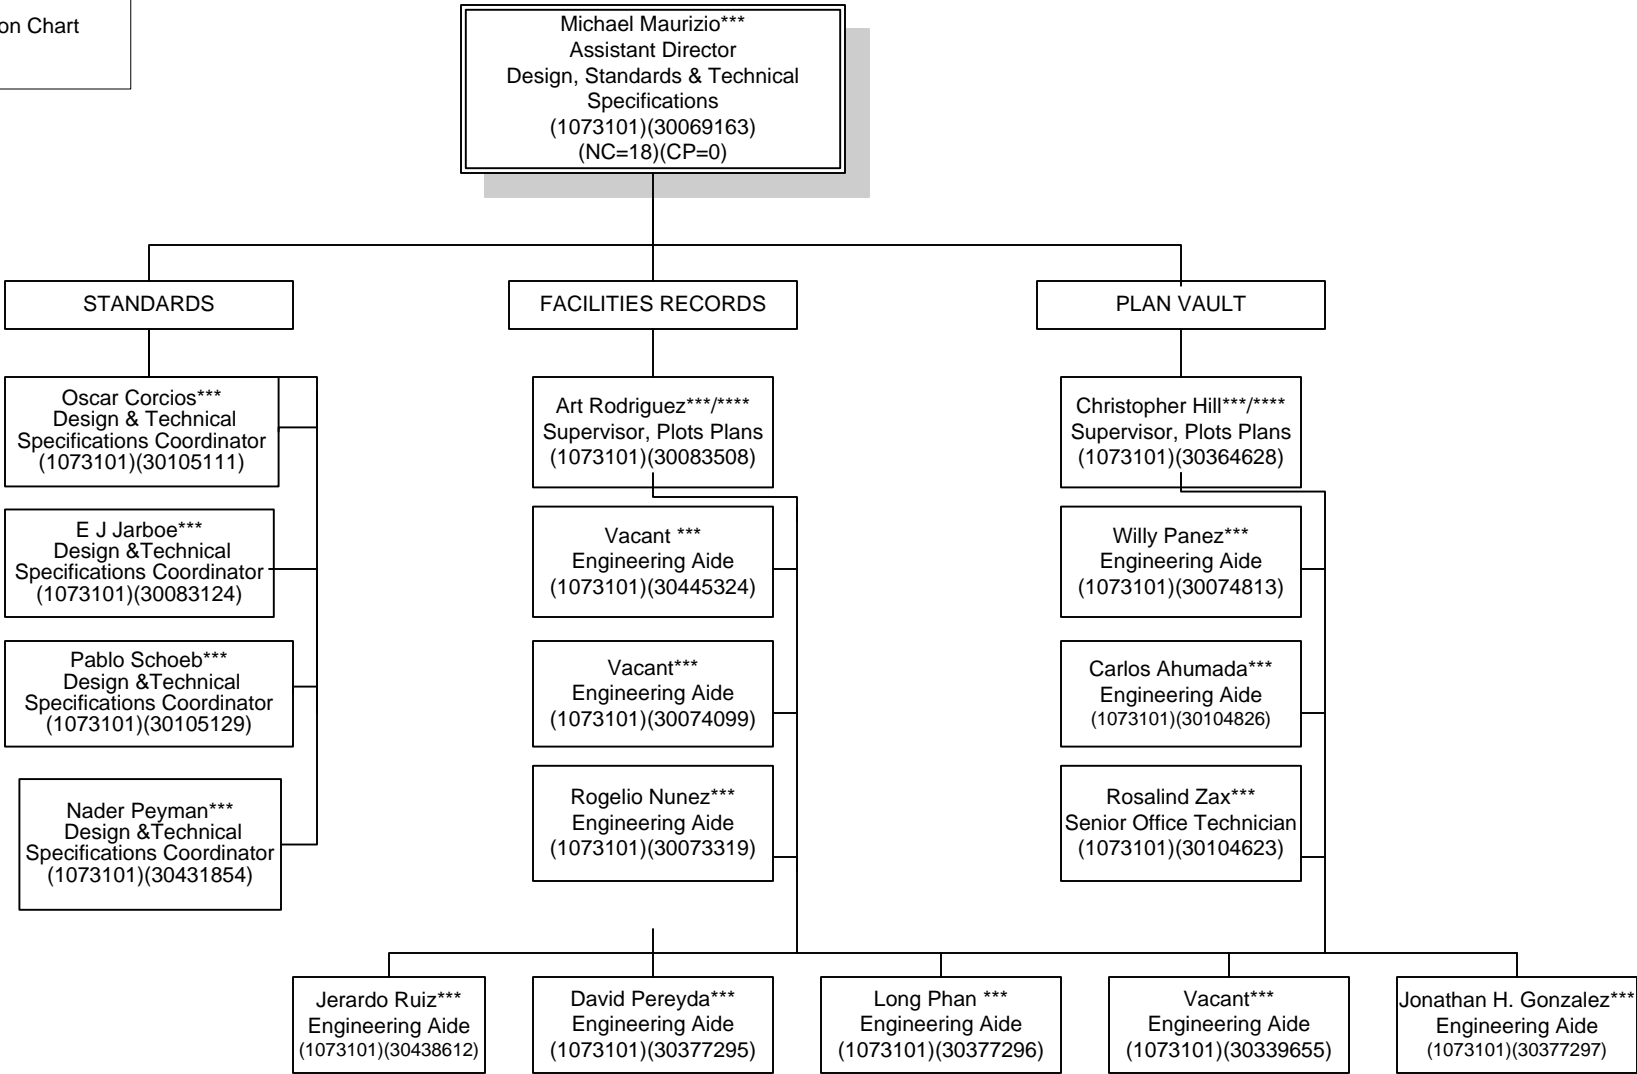 on Chart
Michael Maurizio***
Assistant Director
Design, Standards & Technical
Specifications
(1073101)(30069163)
(NC=18)(CP=0)
STANDARDS
FACILITIES RECORDS
PLAN VAULT
Oscar Corcios***
Design & Technical
Specifications Coordinator
(1073101)(30105111)
E J Jarboe***
Design &Technical
Specifications Coordinator
(1073101)(30083124)
Pablo Schoeb***
Design &Technical
Specifications Coordinator
(1073101)(30105129)
Nader Peyman***
Design &Technical
Specifications Coordinator
(1073101)(30431854)
Art Rodriguez***/****
Supervisor, Plots Plans
(1073101)(30083508)
Vacant ***
Engineering Aide
(1073101)(30445324)
Vacant***
Engineering Aide
(1073101)(30074099)
Rogelio Nunez***
Engineering Aide
(1073101)(30073319)
Christopher Hill***/****
Supervisor, Plots Plans
(1073101)(30364628)
Willy Panez***
Engineering Aide
(1073101)(30074813)
Carlos Ahumada***
Engineering Aide
(1073101)(30104826)
Rosalind Zax***
Senior Office Technician
(1073101)(30104623)
Jerardo Ruiz***
Engineering Aide
(1073101)(30438612)
David Pereyda***
Engineering Aide
(1073101)(30377295)
Long Phan ***
Engineering Aide
(1073101)(30377296)
Vacant***
Engineering Aide
(1073101)(30339655)
Jonathan H. Gonzalez***
Engineering Aide
(1073101)(30377297)